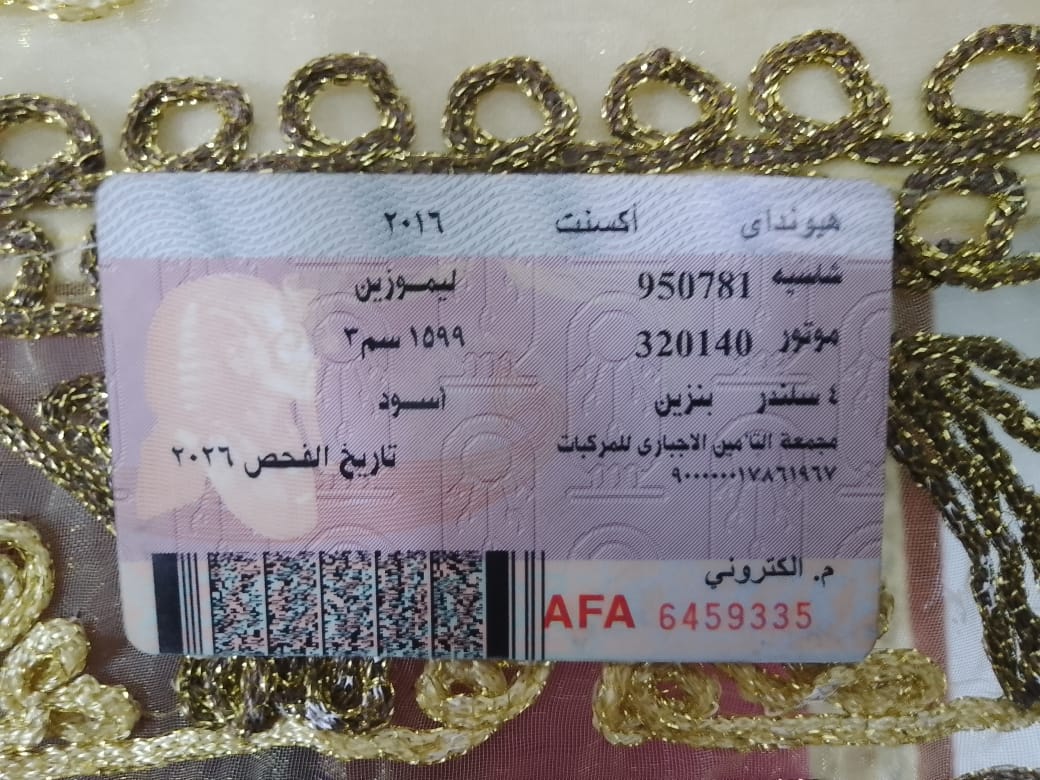 هيونداى أكسنت ٢٠١٦
شاسيه 950781 ليموزين
موتور 320140 ١٥٩٩ سم٣
٤ سلندر بنزين أسود
مجمعة التأمين الاجبارى للمركبات
تاريخ الفحص ٢٠٢٦
٩٠٠٠٠٠٠١٧٨٦١٩٦٧
م. الكتروني
AFA 6459335